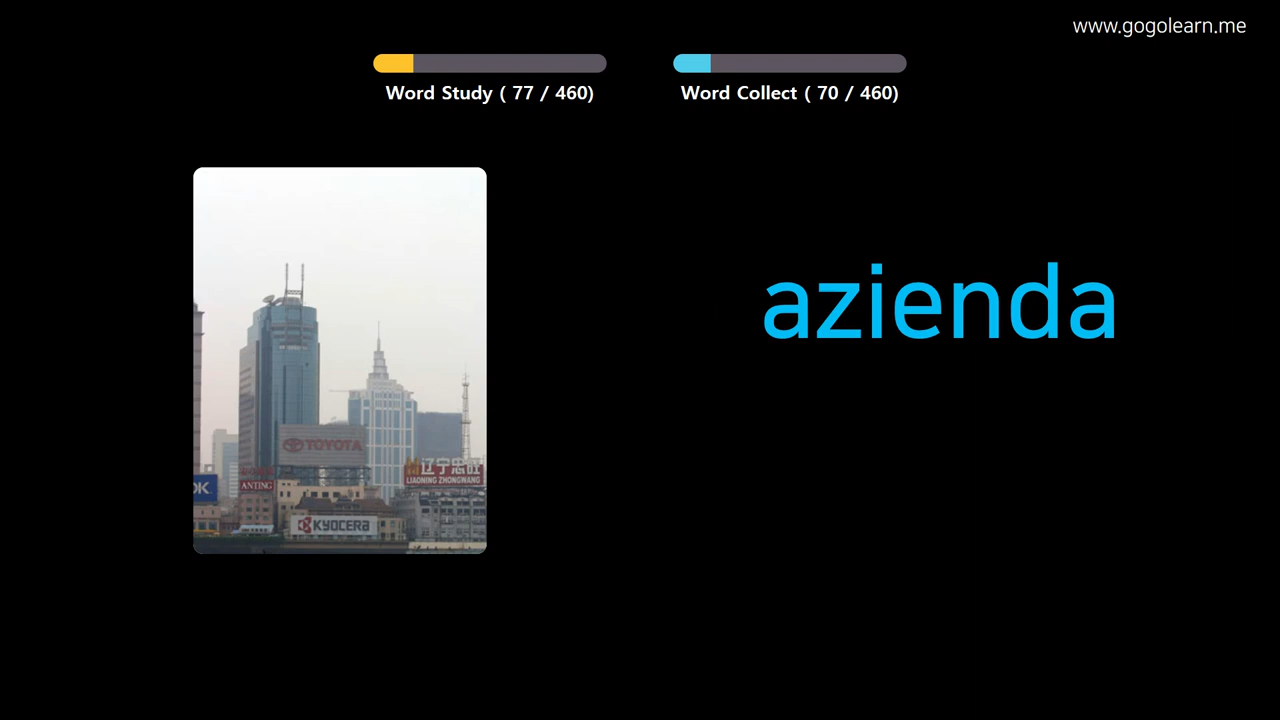 www.gogolearn.me
Word Study ( 77 / 460)
Word Collect ( 70 / 460)
azienda
TOYOTA
辽宁忠旺
LIAONING ZHONGWANG
OK
ANTING
KYOCERA